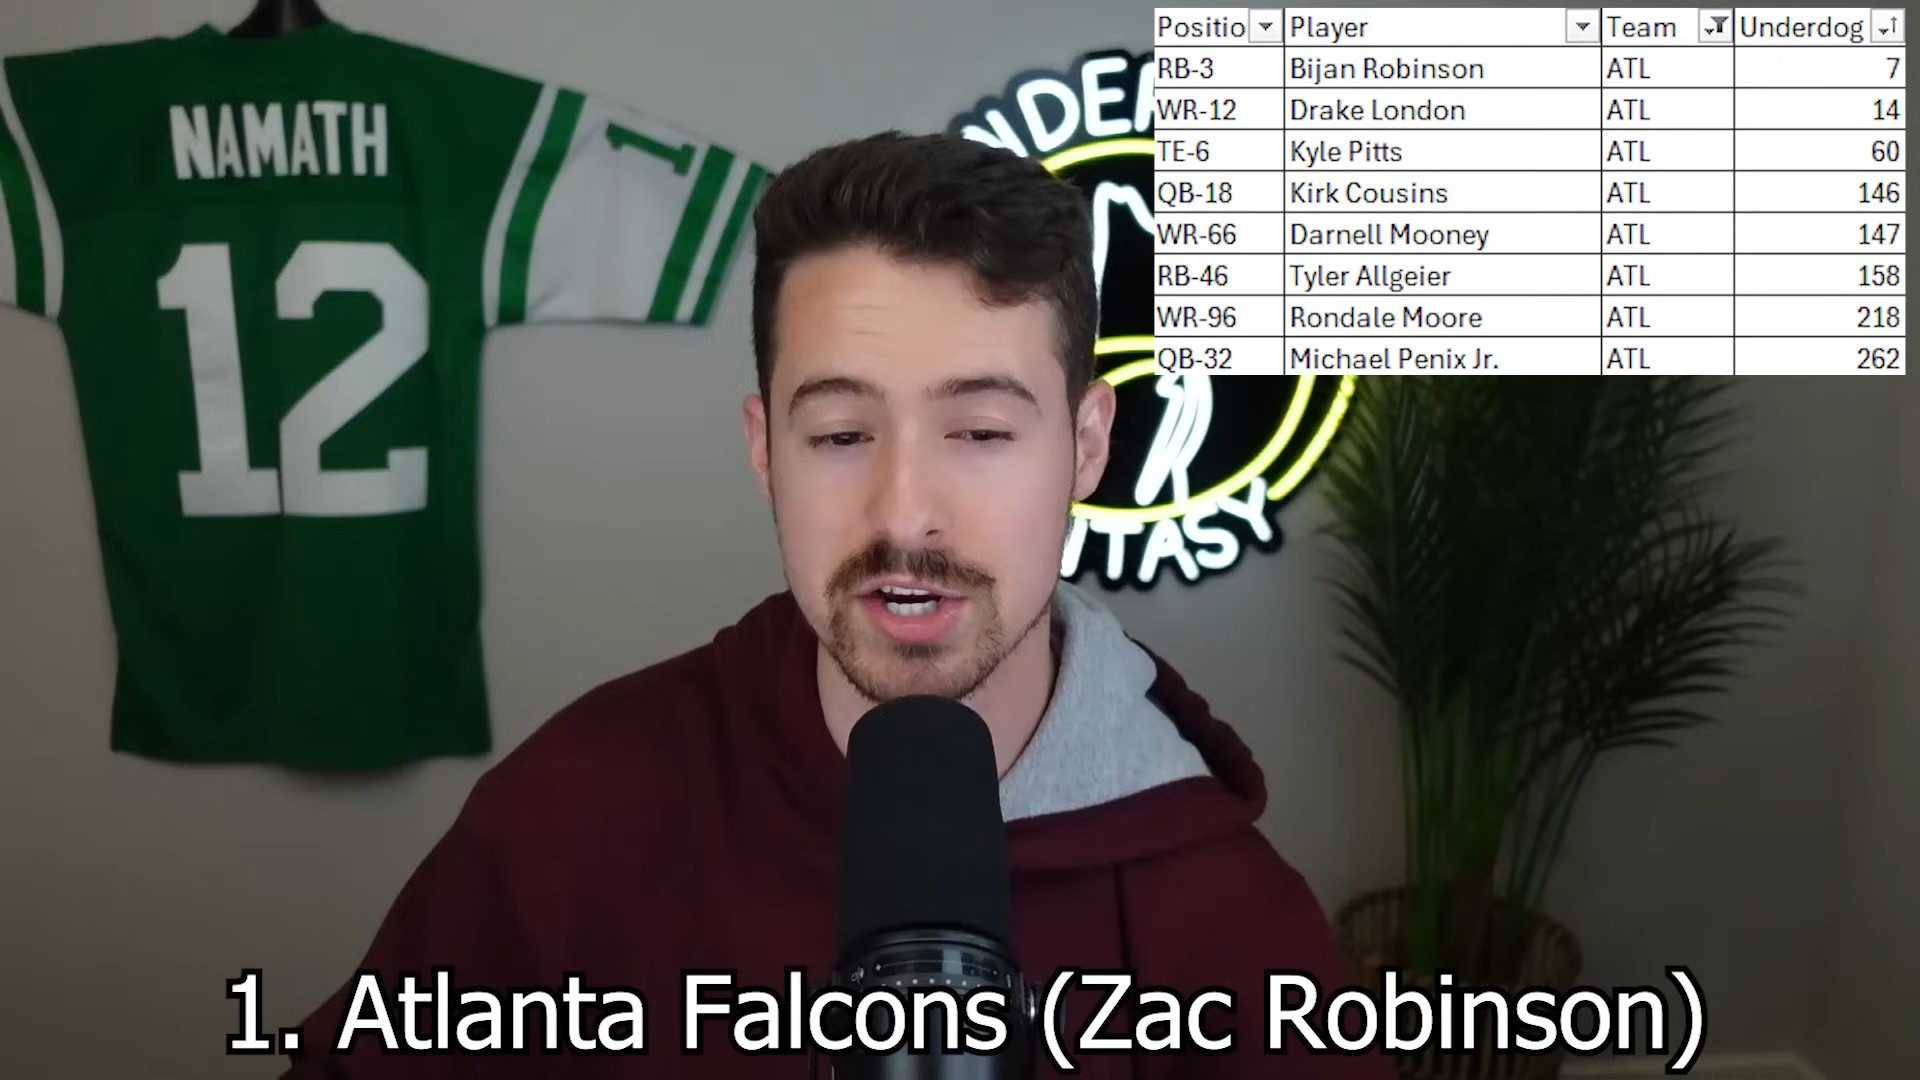 NAMATH
12
1
NDEA
NTASY
Positio Player Team Underdog
RB-3 Bijan Robinson ATL 7
WR-12 Drake London ATL 14
TE-6 Kyle Pitts ATL 60
QB-18 Kirk Cousins ATL 146
WR-66 Darnell Mooney ATL 147
RB-46 Tyler Allgeier ATL 158
WR-96 Rondale Moore ATL 218
QB-32 Michael Penix Jr. ATL 262
1. Atlanta Falcons (Zac Robinson)